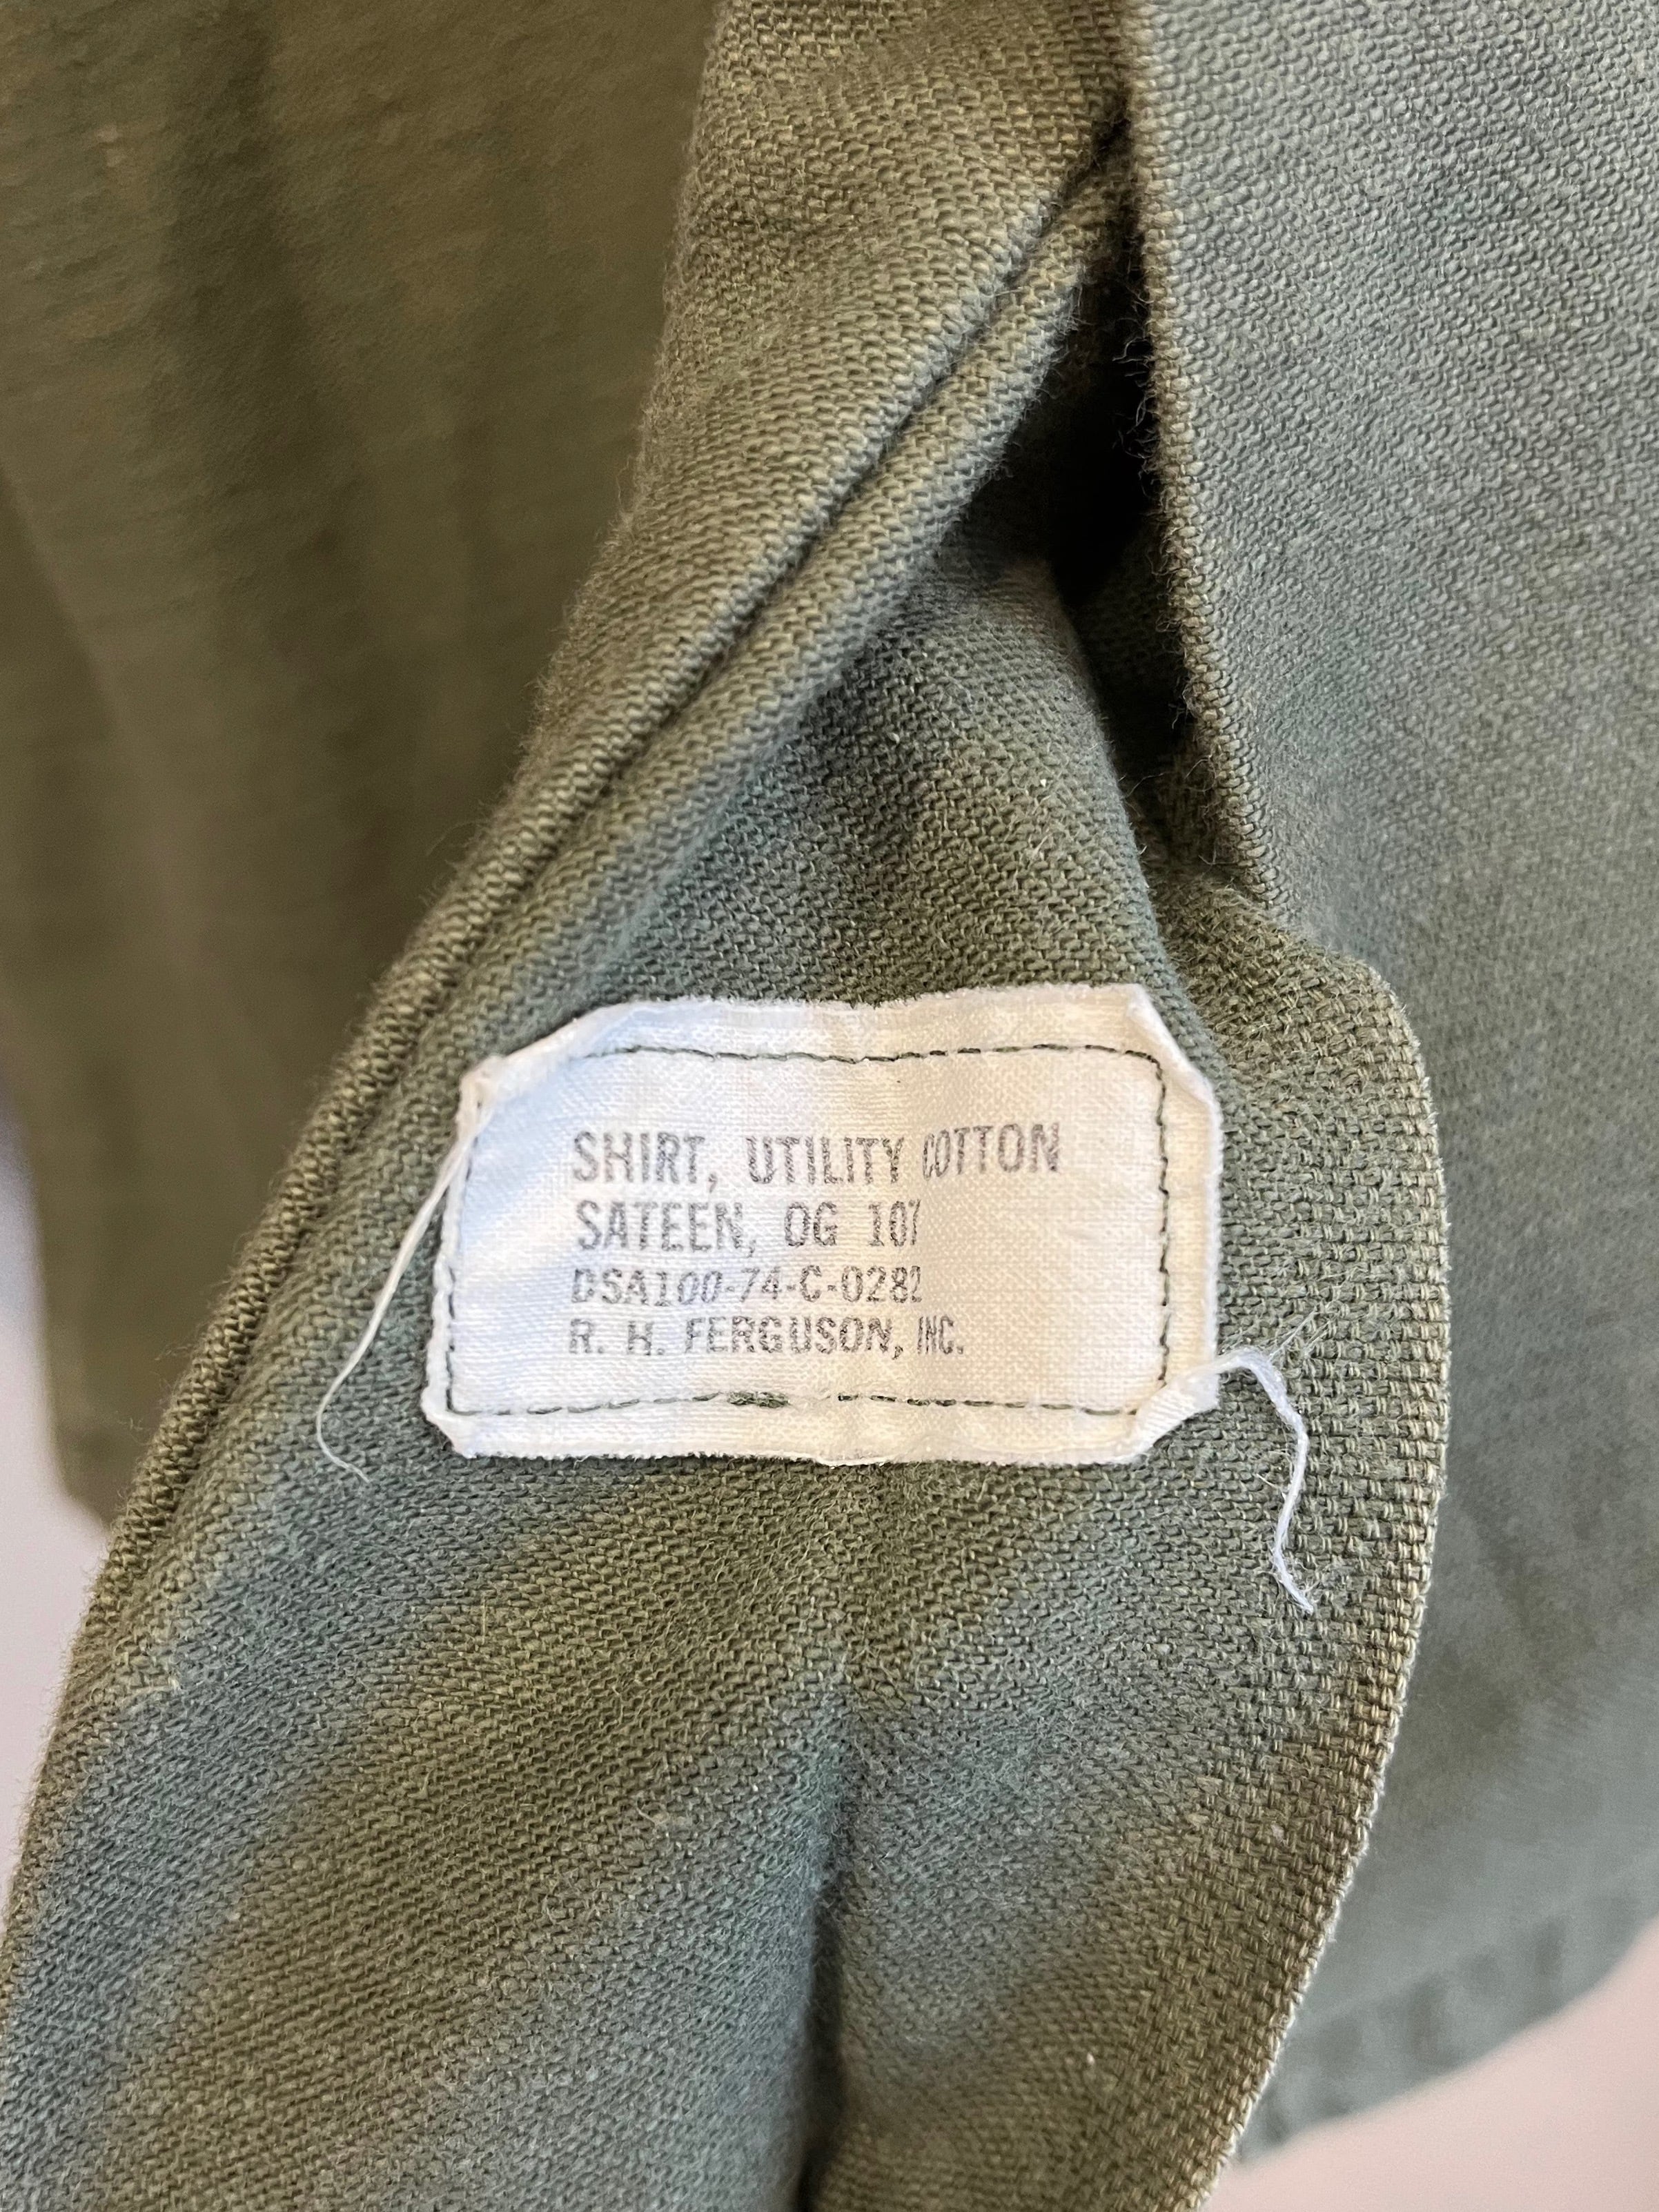 SHIRT, UTILITY COTTON
SATEEN, OG 107
DSA100-74-C-0282
R. H. FERGUSON, INC.